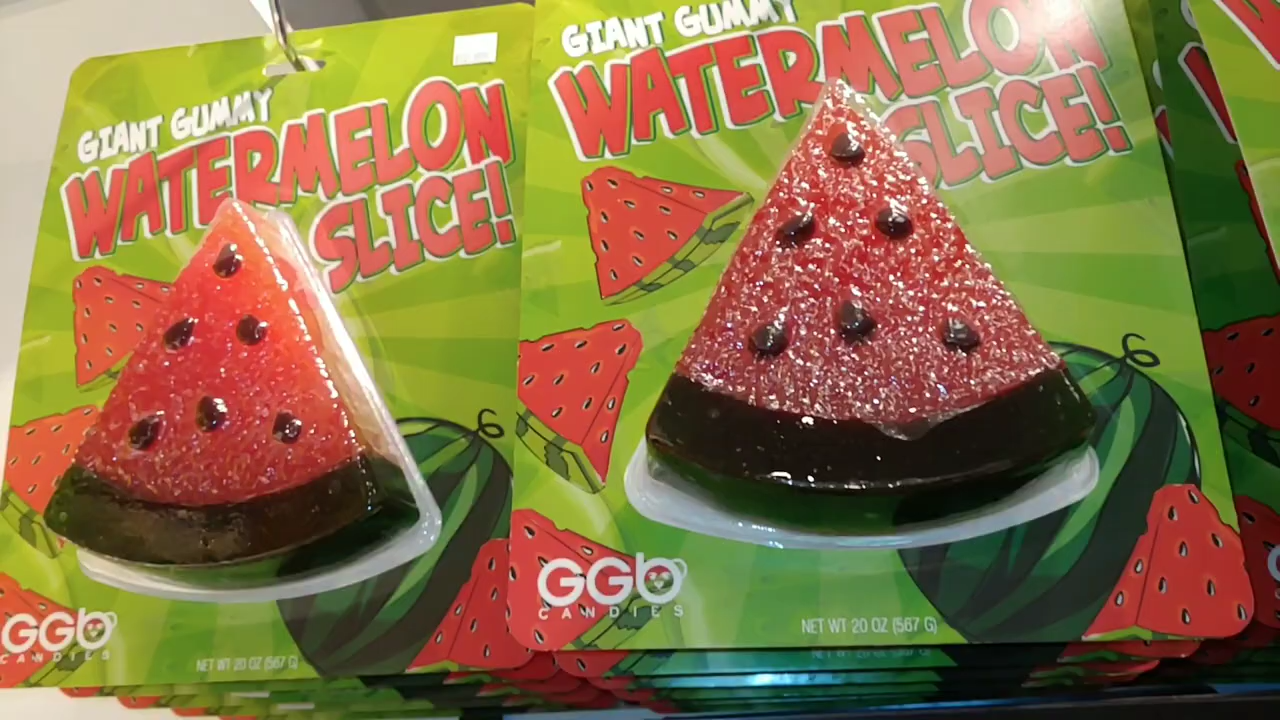 GIANT GUMMY
WATERMELON
SLICE!
GGb
CANDIES
NET WT 20 OZ (567 G)
GIANT GUMMY
WATERMELON
SLICE!
GGb
CANDIES
NET WT 20 OZ (567 G)